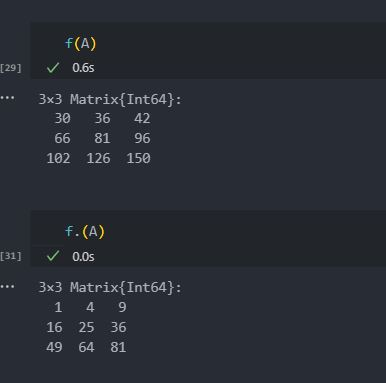 f(A)
[29] 0.6s
... 3×3 Matrix{Int64}:
30 36 42
66 81 96
102 126 150
f.(A)
[31] 0.0s
... 3×3 Matrix{Int64}:
1 4 9
16 25 36
49 64 81